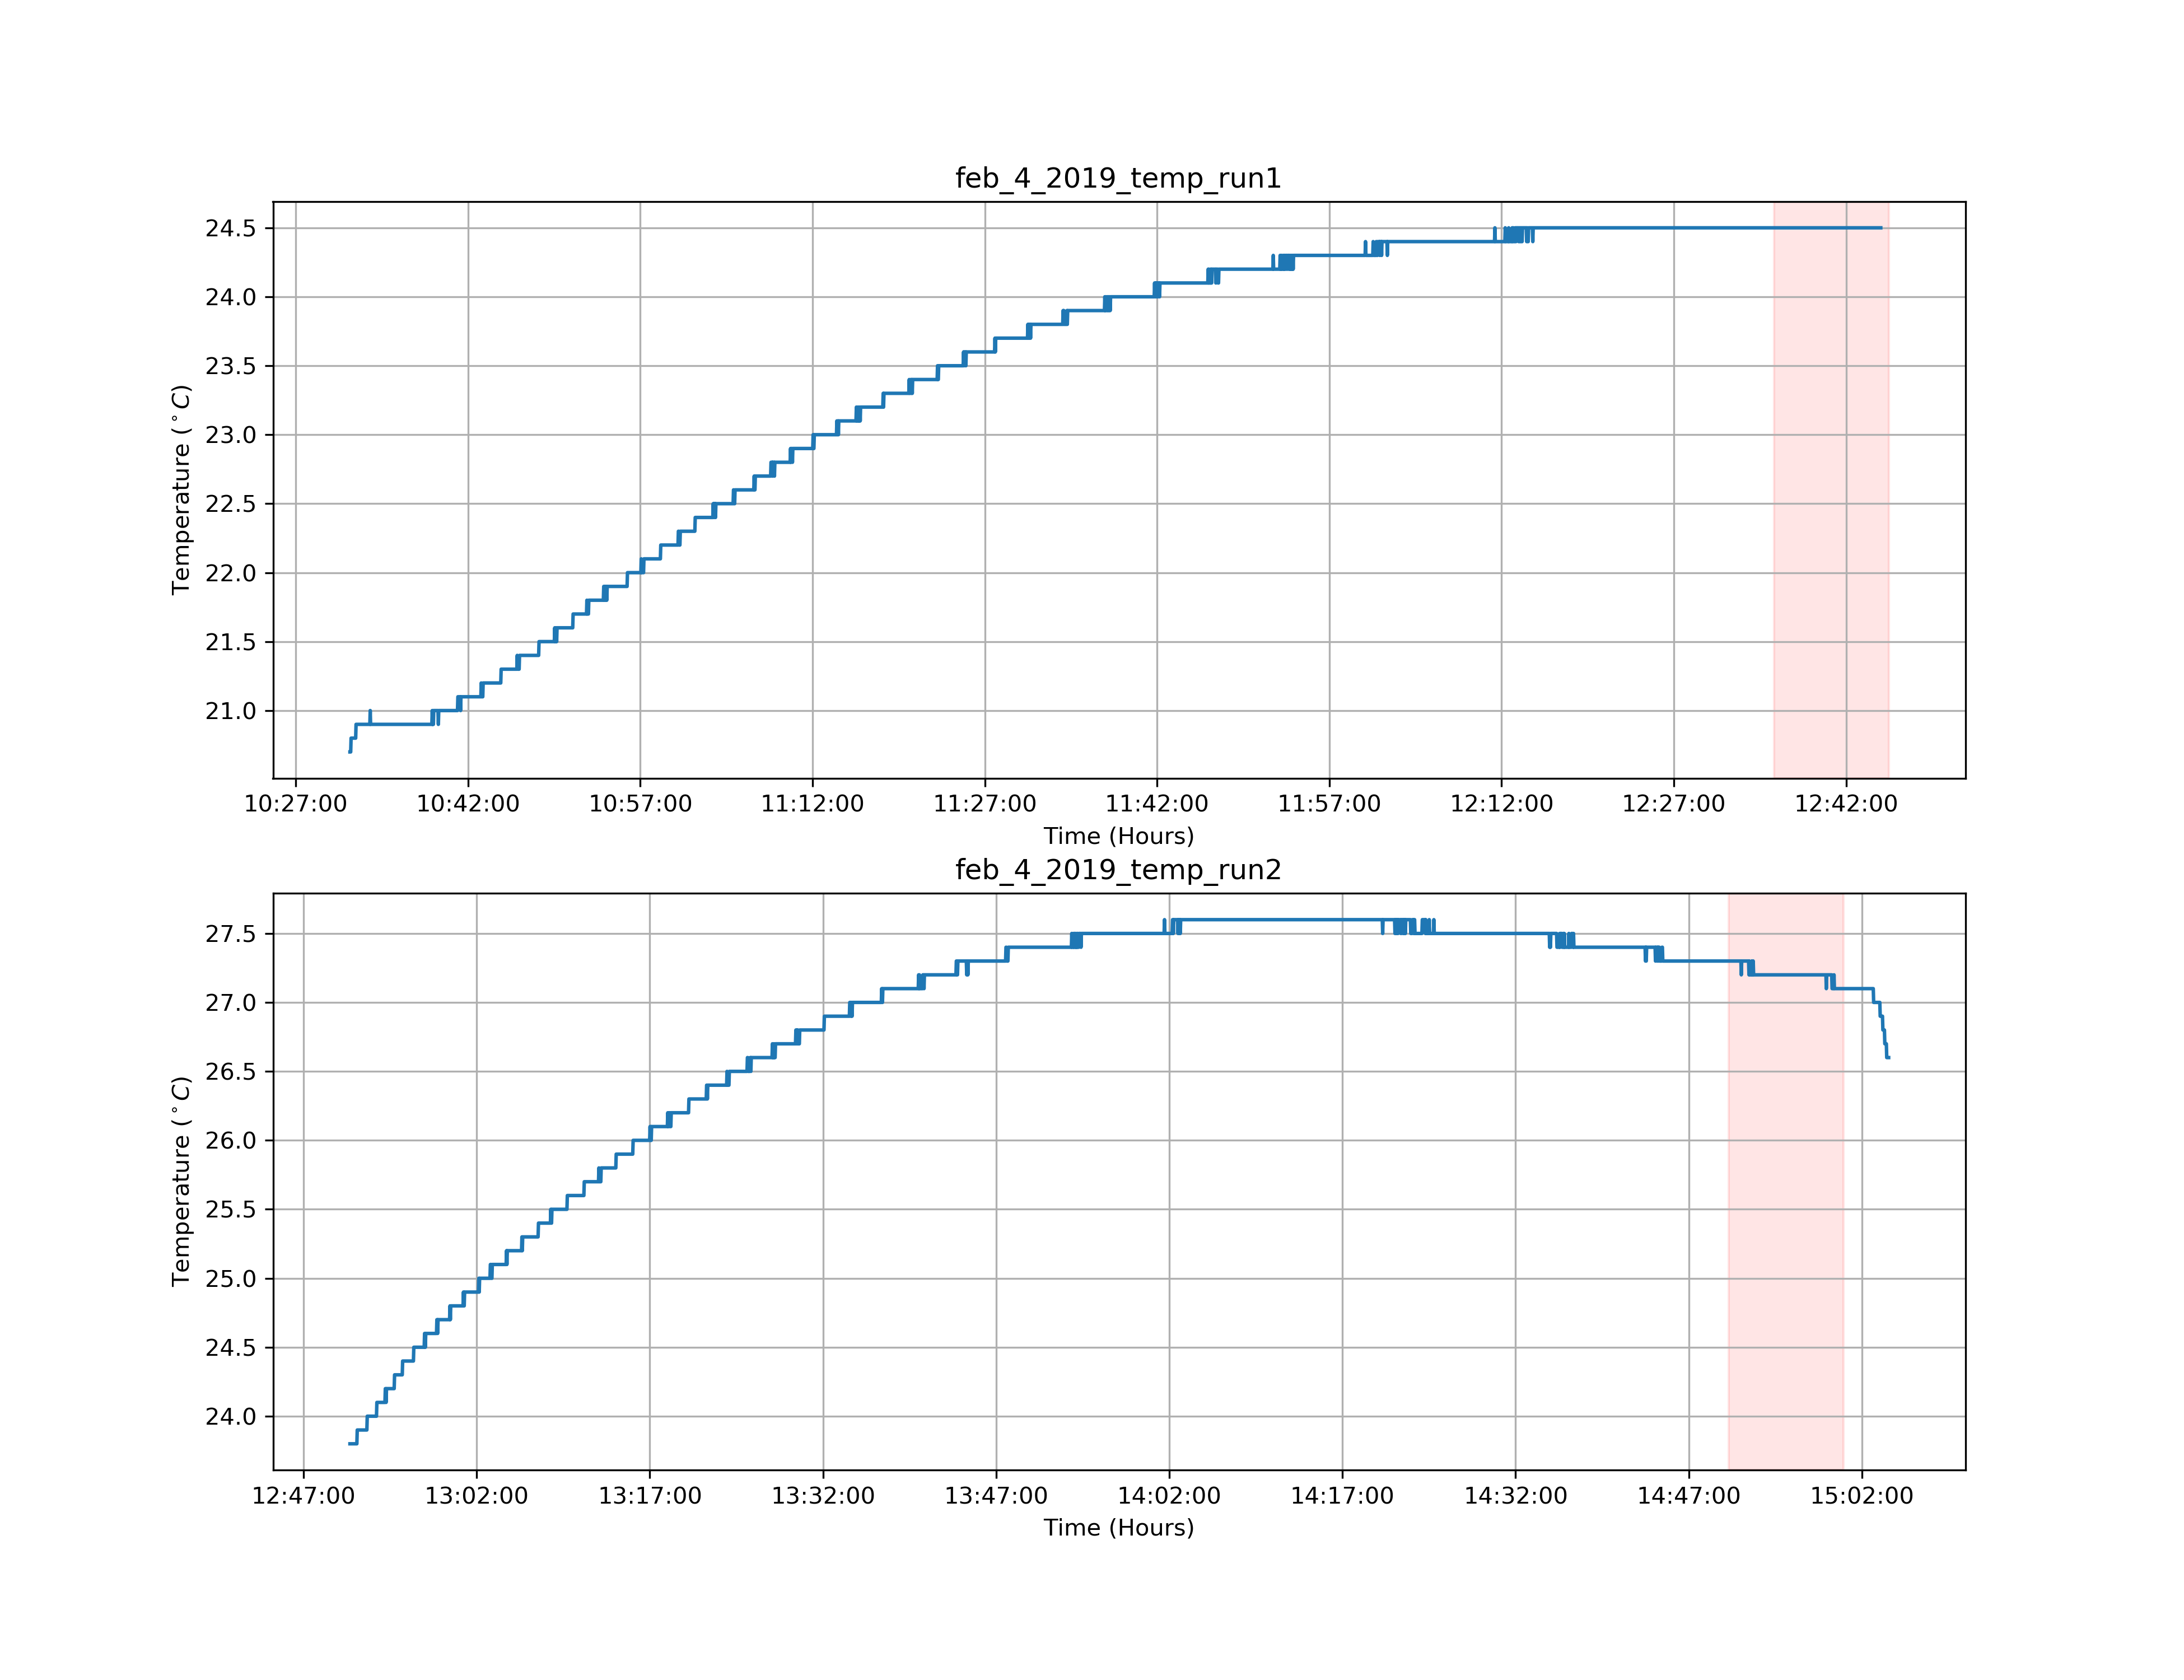 feb_4_2019_temp_run1
Temperature (°C)
24.5
24.0
23.5
23.0
22.5
22.0
21.5
21.0
10:27:00 10:42:00 10:57:00 11:12:00 11:27:00 11:42:00 11:57:00 12:12:00 12:27:00 12:42:00
Time (Hours)
feb_4_2019_temp_run2
Temperature (°C)
27.5
27.0
26.5
26.0
25.5
25.0
24.5
24.0
12:47:00 13:02:00 13:17:00 13:32:00 13:47:00 14:02:00 14:17:00 14:32:00 14:47:00 15:02:00
Time (Hours)